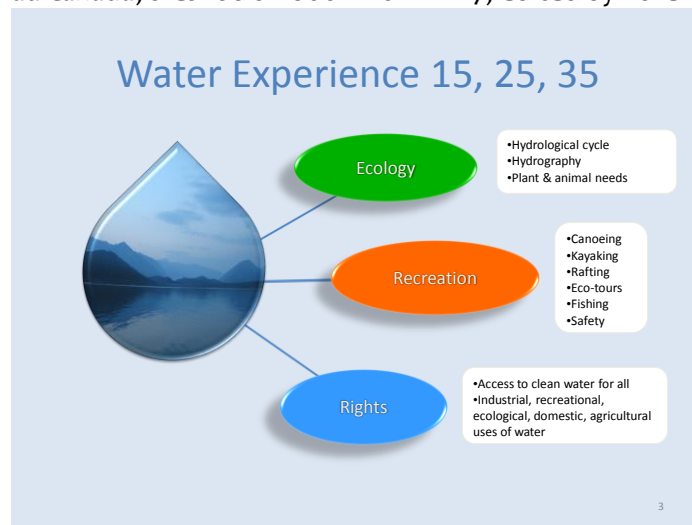 Water Experience 15, 25, 35
Ecology
•Hydrological cycle
•Hydrography
•Plant & animal needs
Recreation
•Canoeing
•Kayaking
•Rafting
•Eco-tours
•Fishing
•Safety
Rights
•Access to clean water for all
•Industrial, recreational,
ecological, domestic, agricultural
uses of water
3